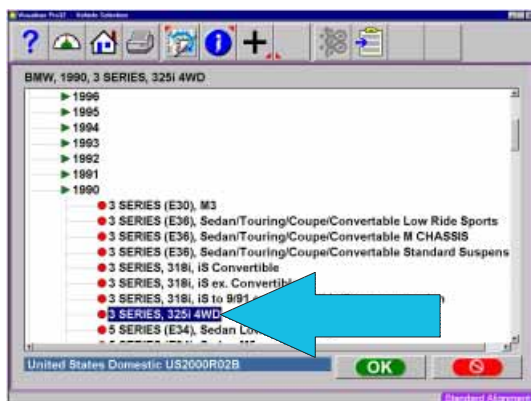 Visualiner Pro32 Vehicle Selection
BMW, 1990, 3 SERIES, 325i 4WD
1996
1995
1994
1993
1992
1991
1990
3 SERIES (E30), M3
3 SERIES (E36), Sedan/Touring/Coupe/Convertable Low Ride Sports
3 SERIES (E36), Sedan/Touring/Coupe/Convertable M CHASSIS
3 SERIES (E36), Sedan/Touring/Coupe/Convertable Standard Suspens
3 SERIES, 318i, iS Convertible
3 SERIES, 318i, iS ex. Convertible
3 SERIES, 318i, iS to 9/91
3 SERIES, 325i 4WD
5 SERIES (E34), Sedan Low
United States Domestic US2000R02B
OK
Standard Alignment